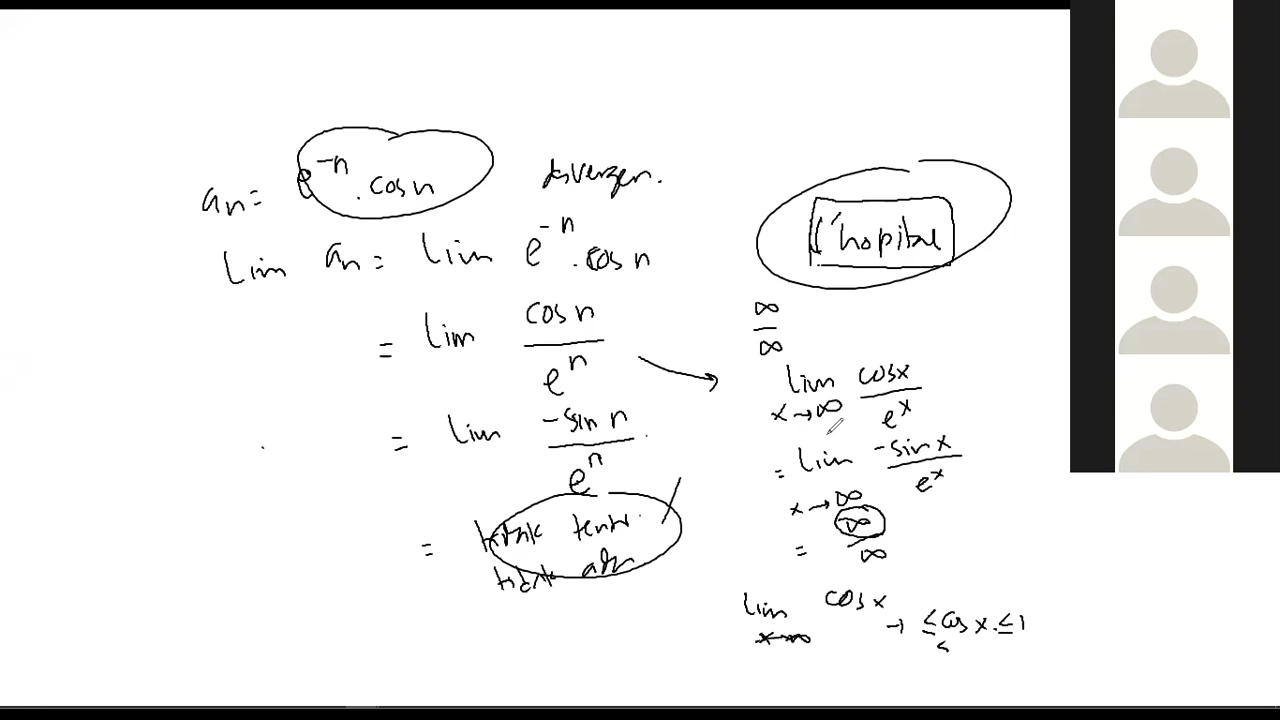 aₙ = e⁻ⁿ . cos n divergen.
lim aₙ = lim e⁻ⁿ . cos n
= lim cos n / eⁿ
= lim -sin n / eⁿ
= tidak tentu.
tidak ada
l'hopital
∞/∞
lim x→∞ cos x / eˣ
= lim x→∞ -sin x / eˣ
= ∞/∞
lim x→∞ cos x → ≤ cos x ≤ 1